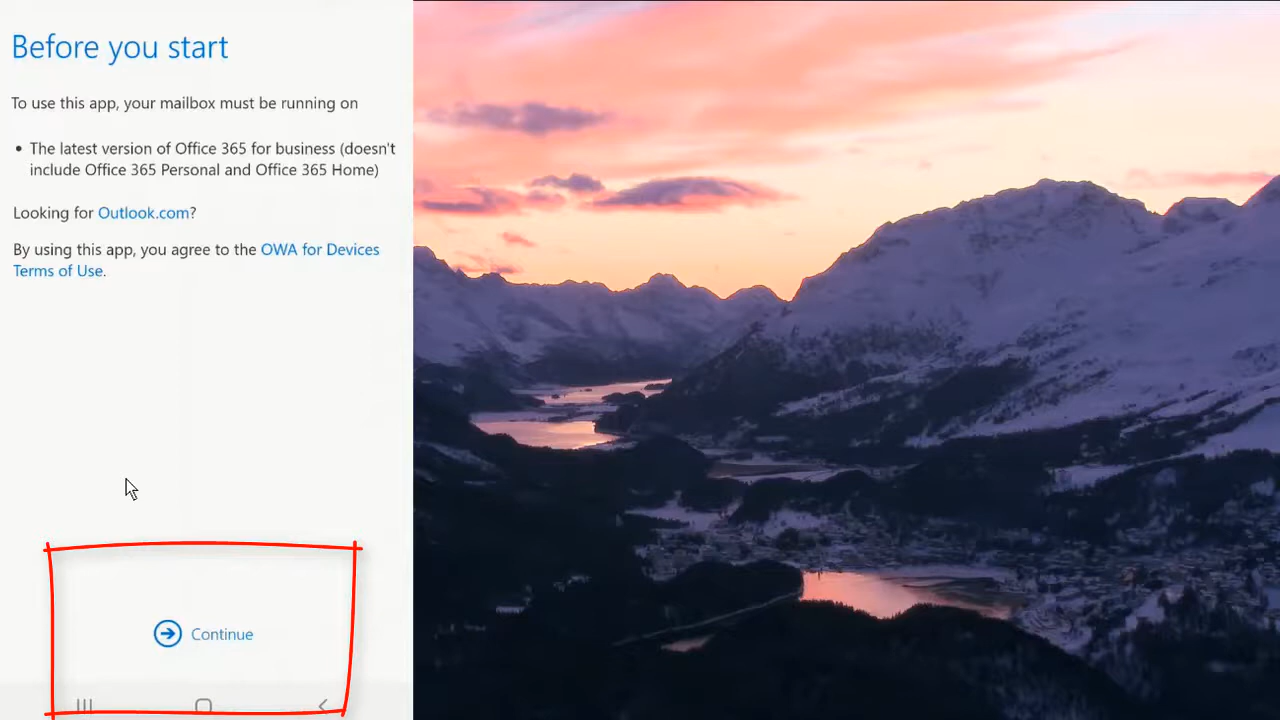 Before you start
To use this app, your mailbox must be running on
• The latest version of Office 365 for business (doesn't
include Office 365 Personal and Office 365 Home)
Looking for Outlook.com?
By using this app, you agree to the OWA for Devices
Terms of Use.
Continue